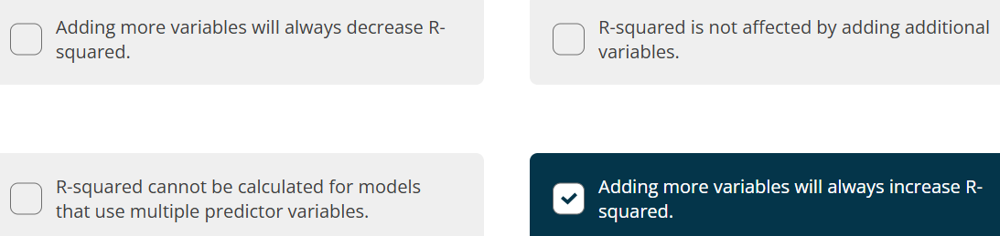 Adding more variables will always decrease R-
squared.
R-squared is not affected by adding additional
variables.
R-squared cannot be calculated for models
that use multiple predictor variables.
Adding more variables will always increase R-
squared.